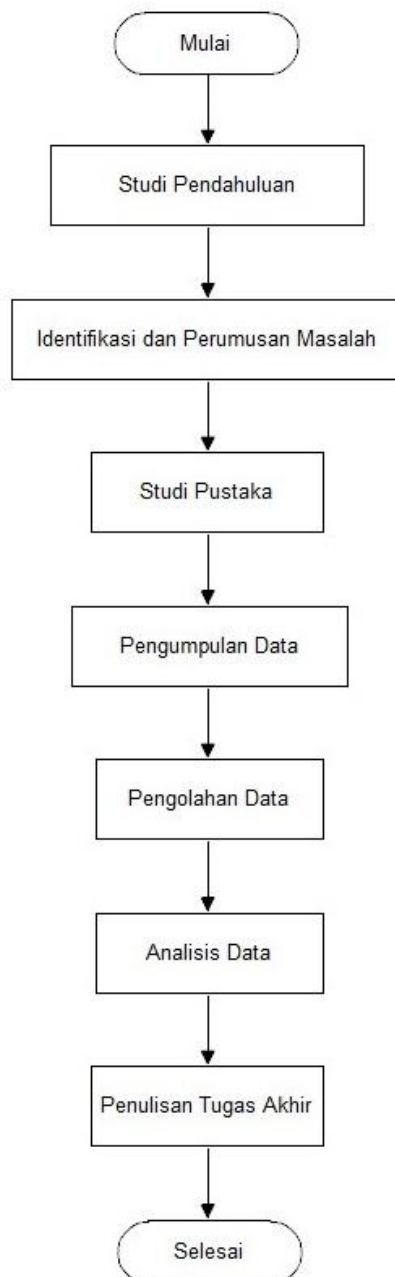 Mulai
Studi Pendahuluan
Identifikasi dan Perumusan Masalah
Studi Pustaka
Pengumpulan Data
Pengolahan Data
Analisis Data
Penulisan Tugas Akhir
Selesai